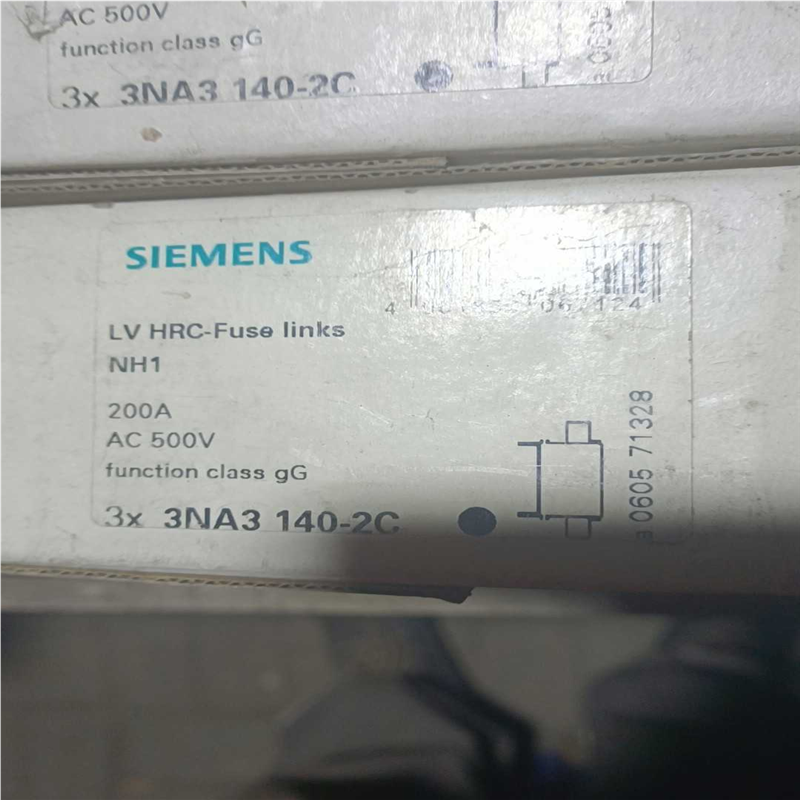 AC 500V
function class gG
3x 3NA3 140-2C
SIEMENS
LV HRC-Fuse links
NH1
200A
AC 500V
function class gG
3x 3NA3 140-2C
a 0605 71328